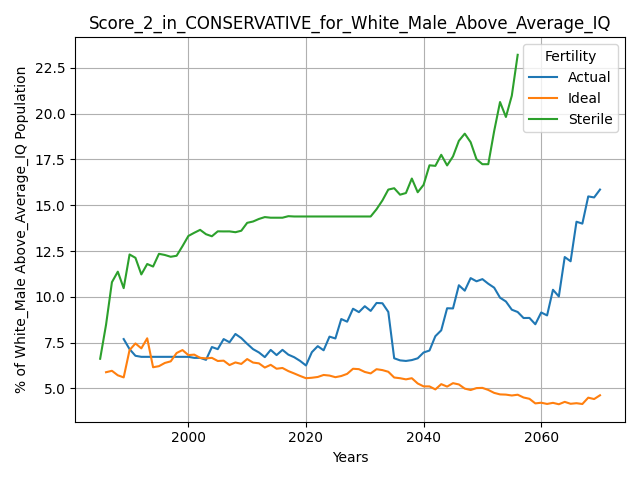 Score_2_in_CONSERVATIVE_for_White_Male_Above_Average_IQ
% of White_Male Above_Average_IQ Population
22.5
20.0
17.5
15.0
12.5
10.0
7.5
5.0
Fertility
Actual
Ideal
Sterile
2000
2020
2040
2060
Years